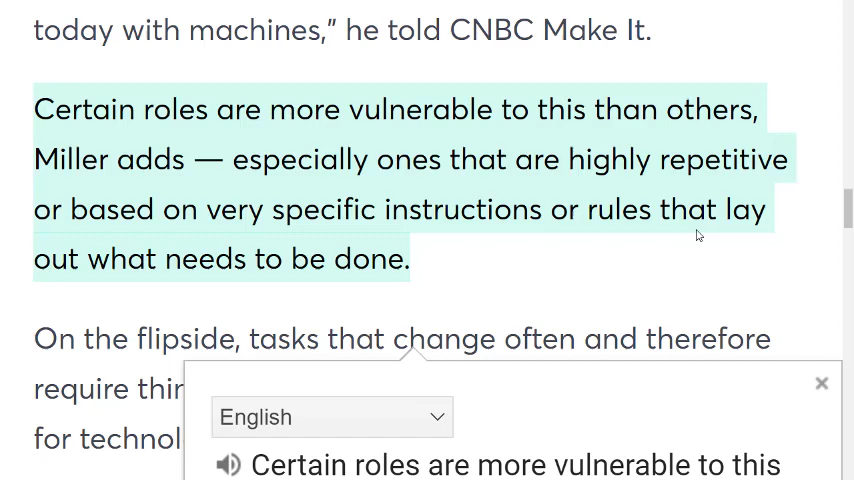 today with machines,” he told CNBC Make It.
Certain roles are more vulnerable to this than others,
Miller adds — especially ones that are highly repetitive
or based on very specific instructions or rules that lay
out what needs to be done.
On the flipside, tasks that change often and therefore
require
for
English
Certain roles are more vulnerable to this